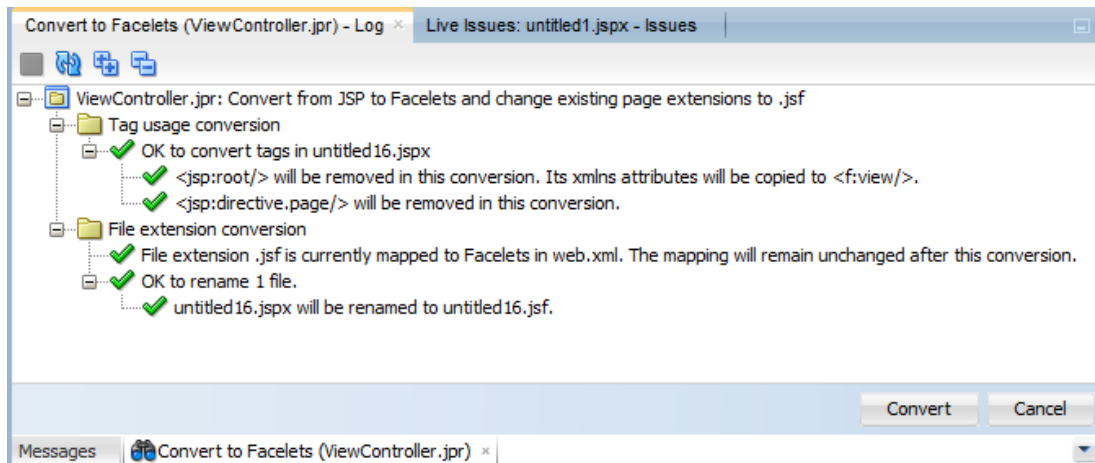 Convert to Facelets (ViewController.jpr) - Log × Live Issues: untitled1.jspx - Issues
ViewController.jpr: Convert from JSP to Facelets and change existing page extensions to .jsf
Tag usage conversion
OK to convert tags in untitled16.jspx
<jsp:root/> will be removed in this conversion. Its xmlns attributes will be copied to <f:view/>.
<jsp:directive.page/> will be removed in this conversion.
File extension conversion
File extension .jsf is currently mapped to Facelets in web.xml. The mapping will remain unchanged after this conversion.
OK to rename 1 file.
untitled16.jspx will be renamed to untitled16.jsf.
Convert Cancel
Messages Convert to Facelets (ViewController.jpr) ×